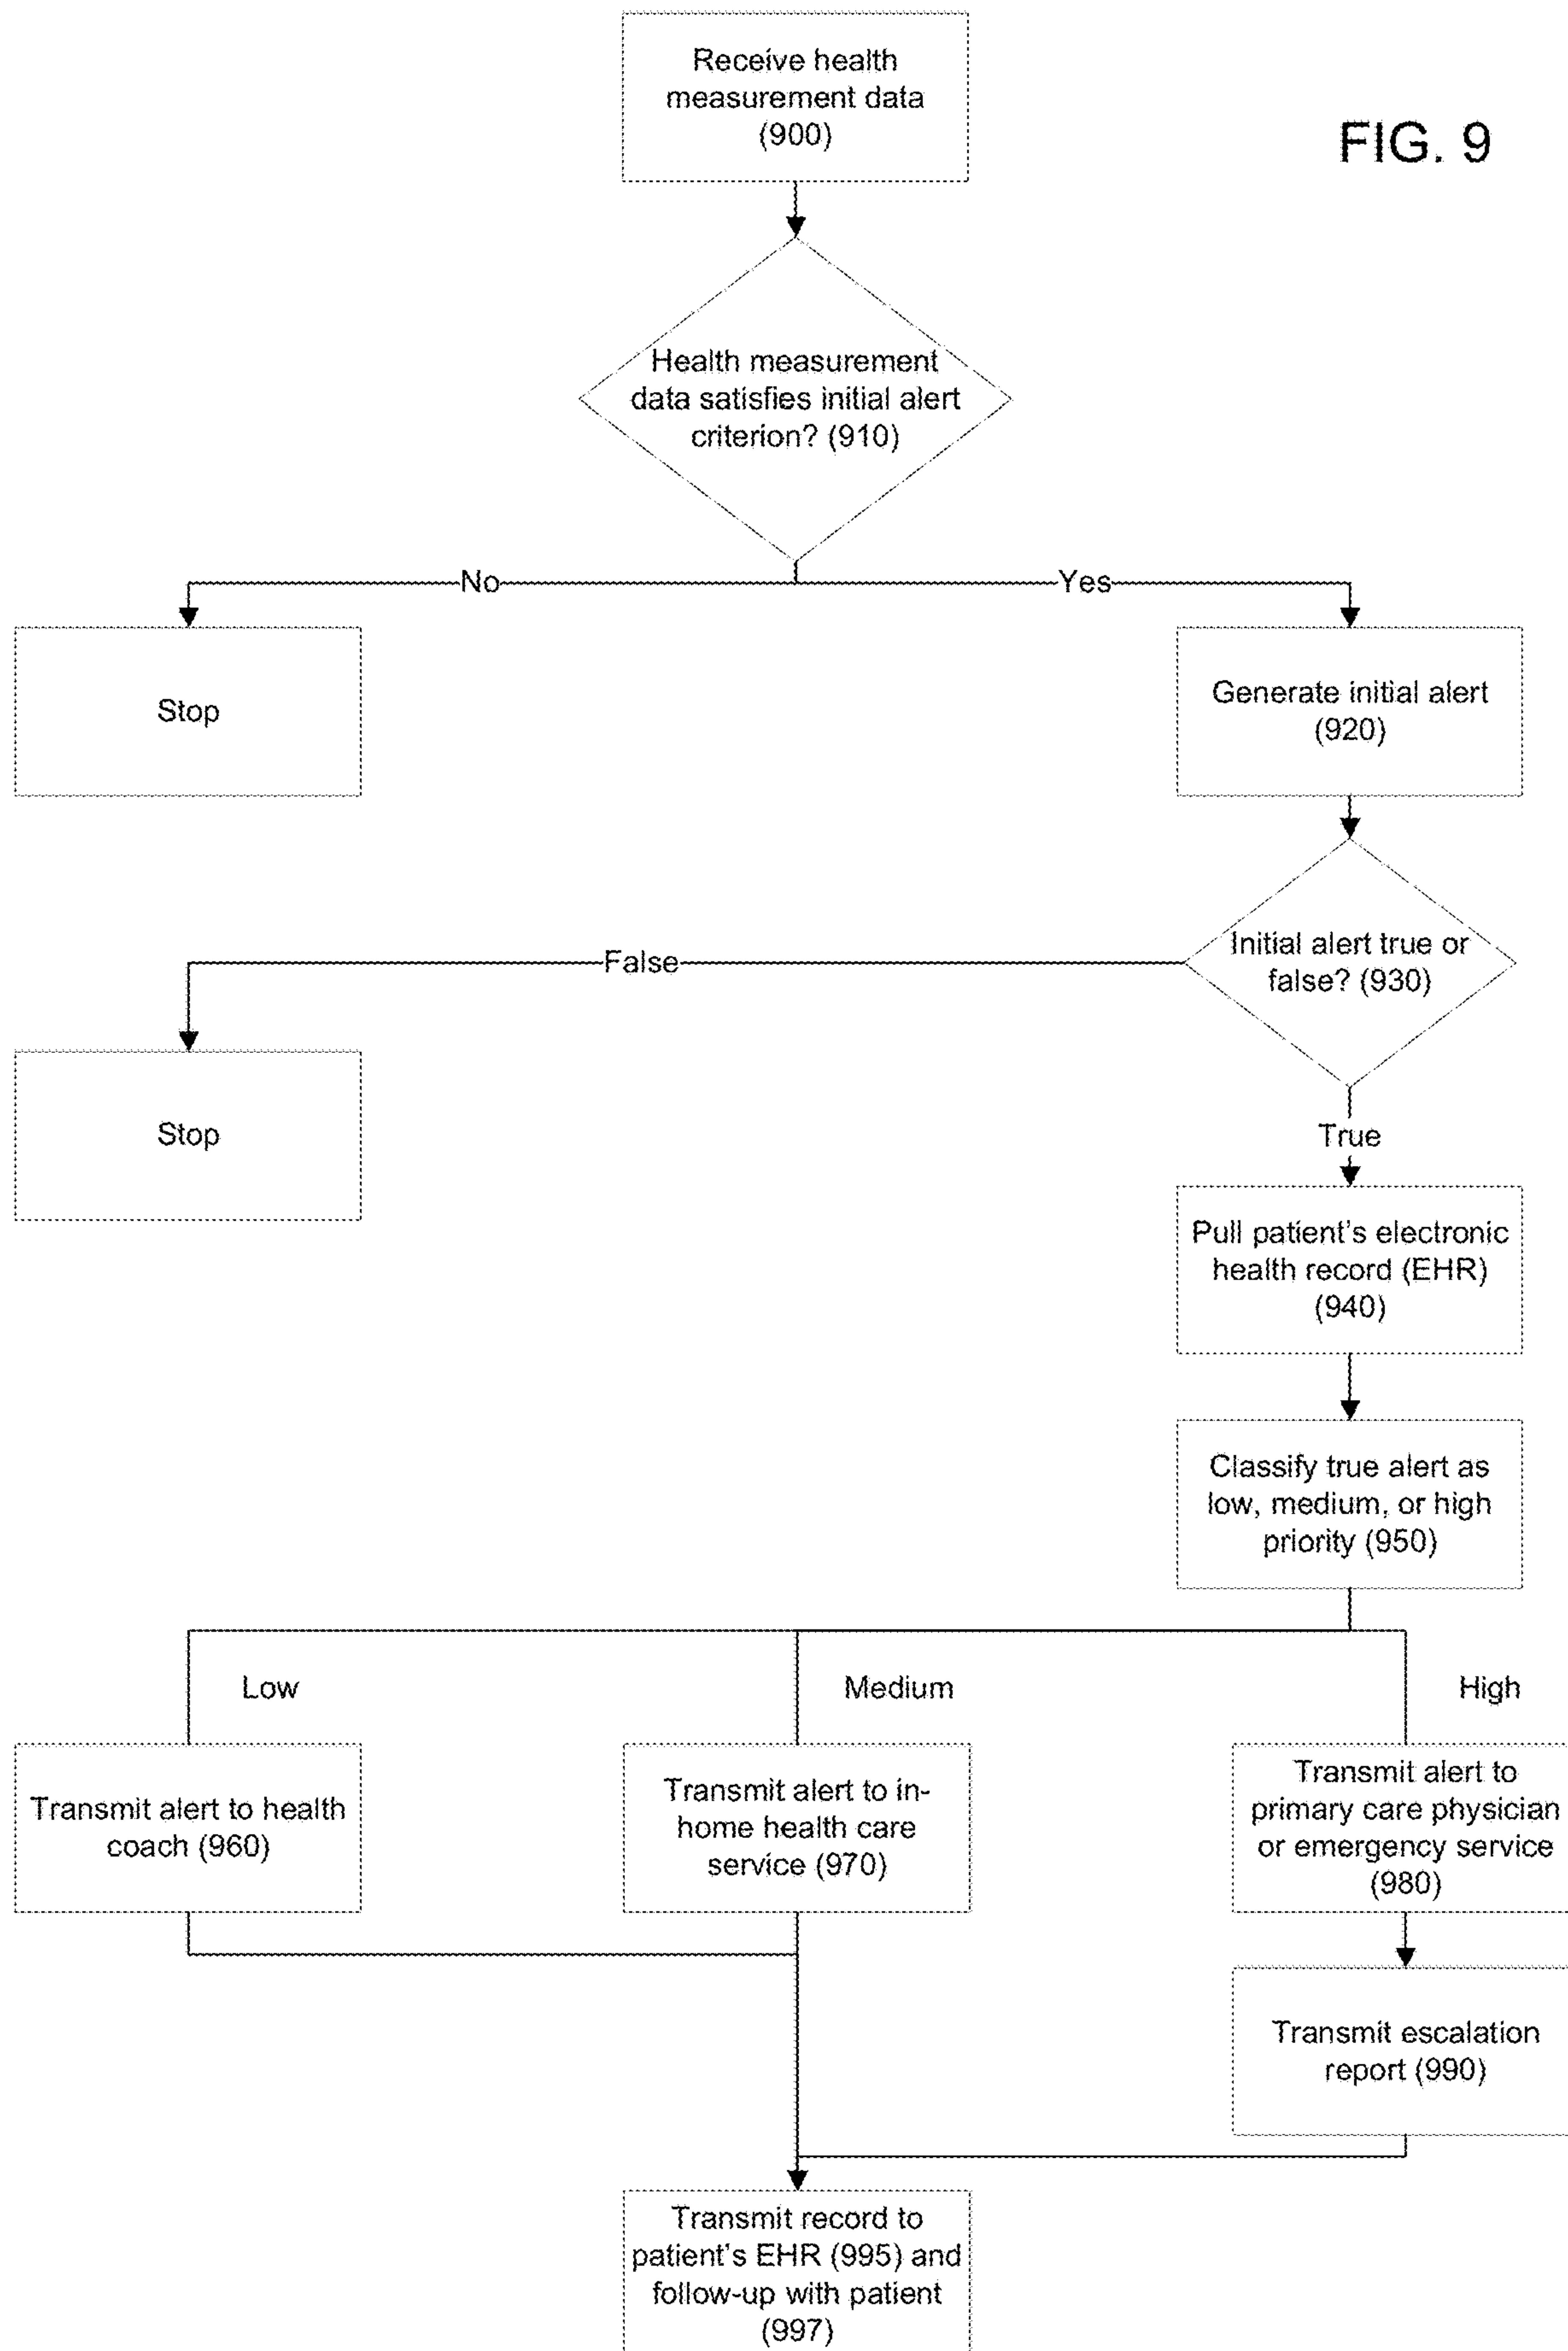 Receive health
measurement data
(900)
FIG. 9
Health measurement
data satisfies initial alert
criterion? (910)
No
Yes
Stop
Generate initial alert
(920)
Initial alert true or
false? (930)
False
Stop
True
Pull patient's electronic
health record (EHR)
(940)
Classify true alert as
low, medium, or high
priority (950)
Low
Medium
High
Transmit alert to health
coach (960)
Transmit alert to in-
home health care
service (970)
Transmit alert to
primary care physician
or emergency service
(980)
Transmit escalation
report (990)
Transmit record to
patient's EHR (995) and
follow-up with patient
(997)